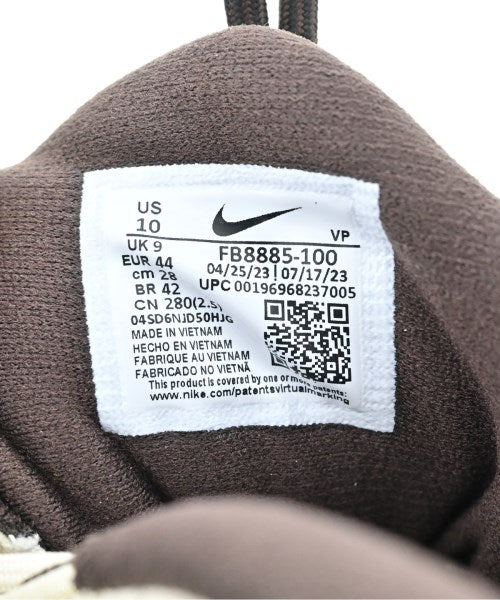 US
10
VP
UK 9
FB8885-100
EUR 44
04/25/23 | 07/17/23
cm 28
UPC 00196968237005
BR 42
CN 280(2.5)
04SD6NJD50HJG
MADE IN VIETNAM
HECHO EN VIETNAM
FABRIQUE AU VIETNAM
FABRICADO NO VIETNÃ
This product is covered by one or more patents:
www.nike.com/patentsvirtualmarking